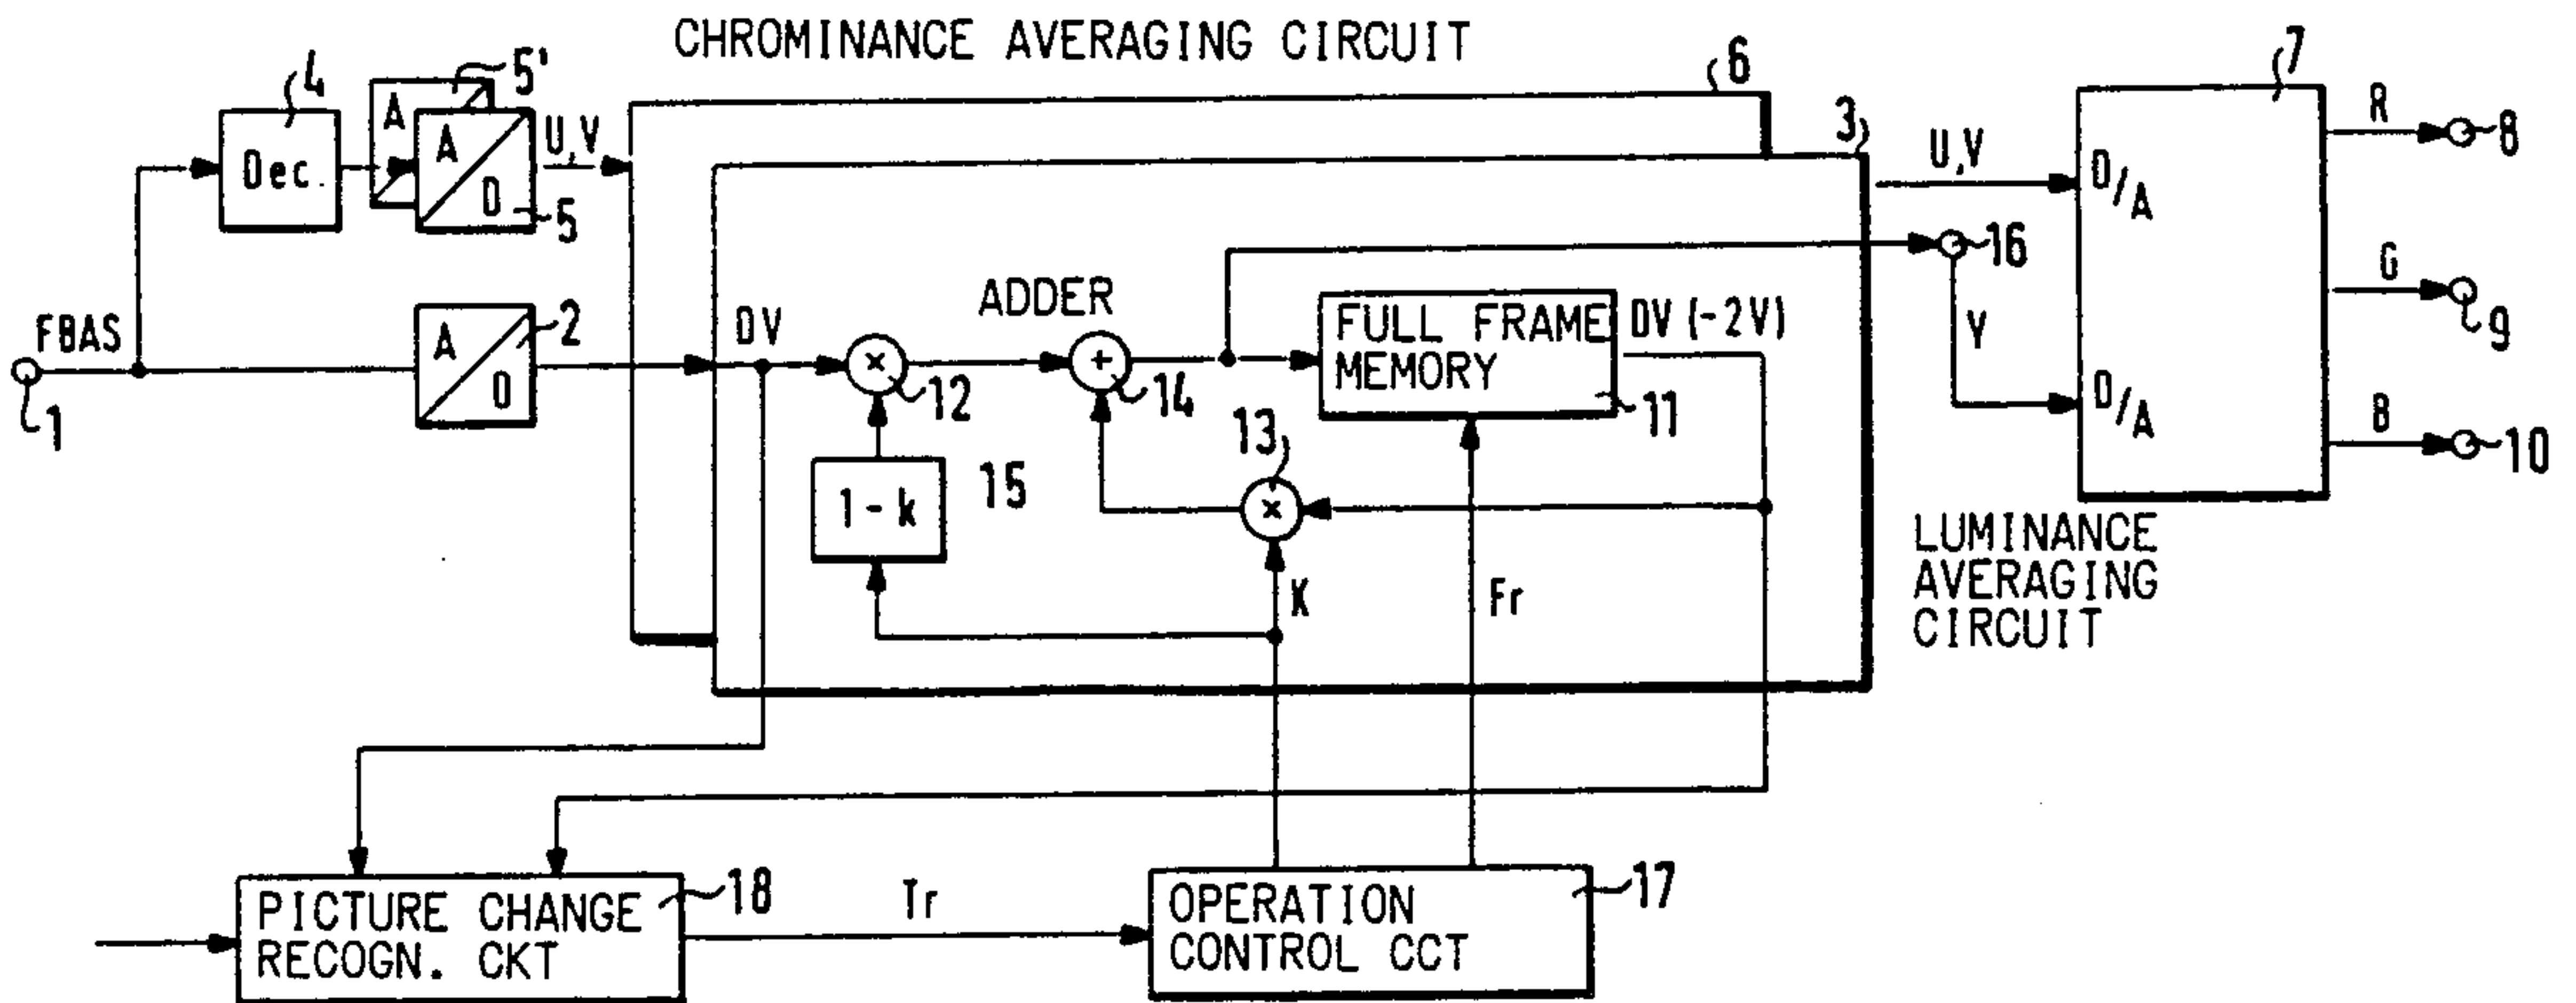 CHROMINANCE AVERAGING CIRCUIT
4
5'
6
7
A
A
D
U,V
Dec.
5
3
U,V
D/A
R
8
FBAS
1
A
D
2
DV
ADDER
x
12
+
14
FULL FRAME
MEMORY
11
DV (-2V)
16
Y
D/A
G
9
B
10
1-k
15
13
x
K
Fr
LUMINANCE
AVERAGING
CIRCUIT
PICTURE CHANGE
RECOGN. CKT
18
Tr
OPERATION
CONTROL CCT
17